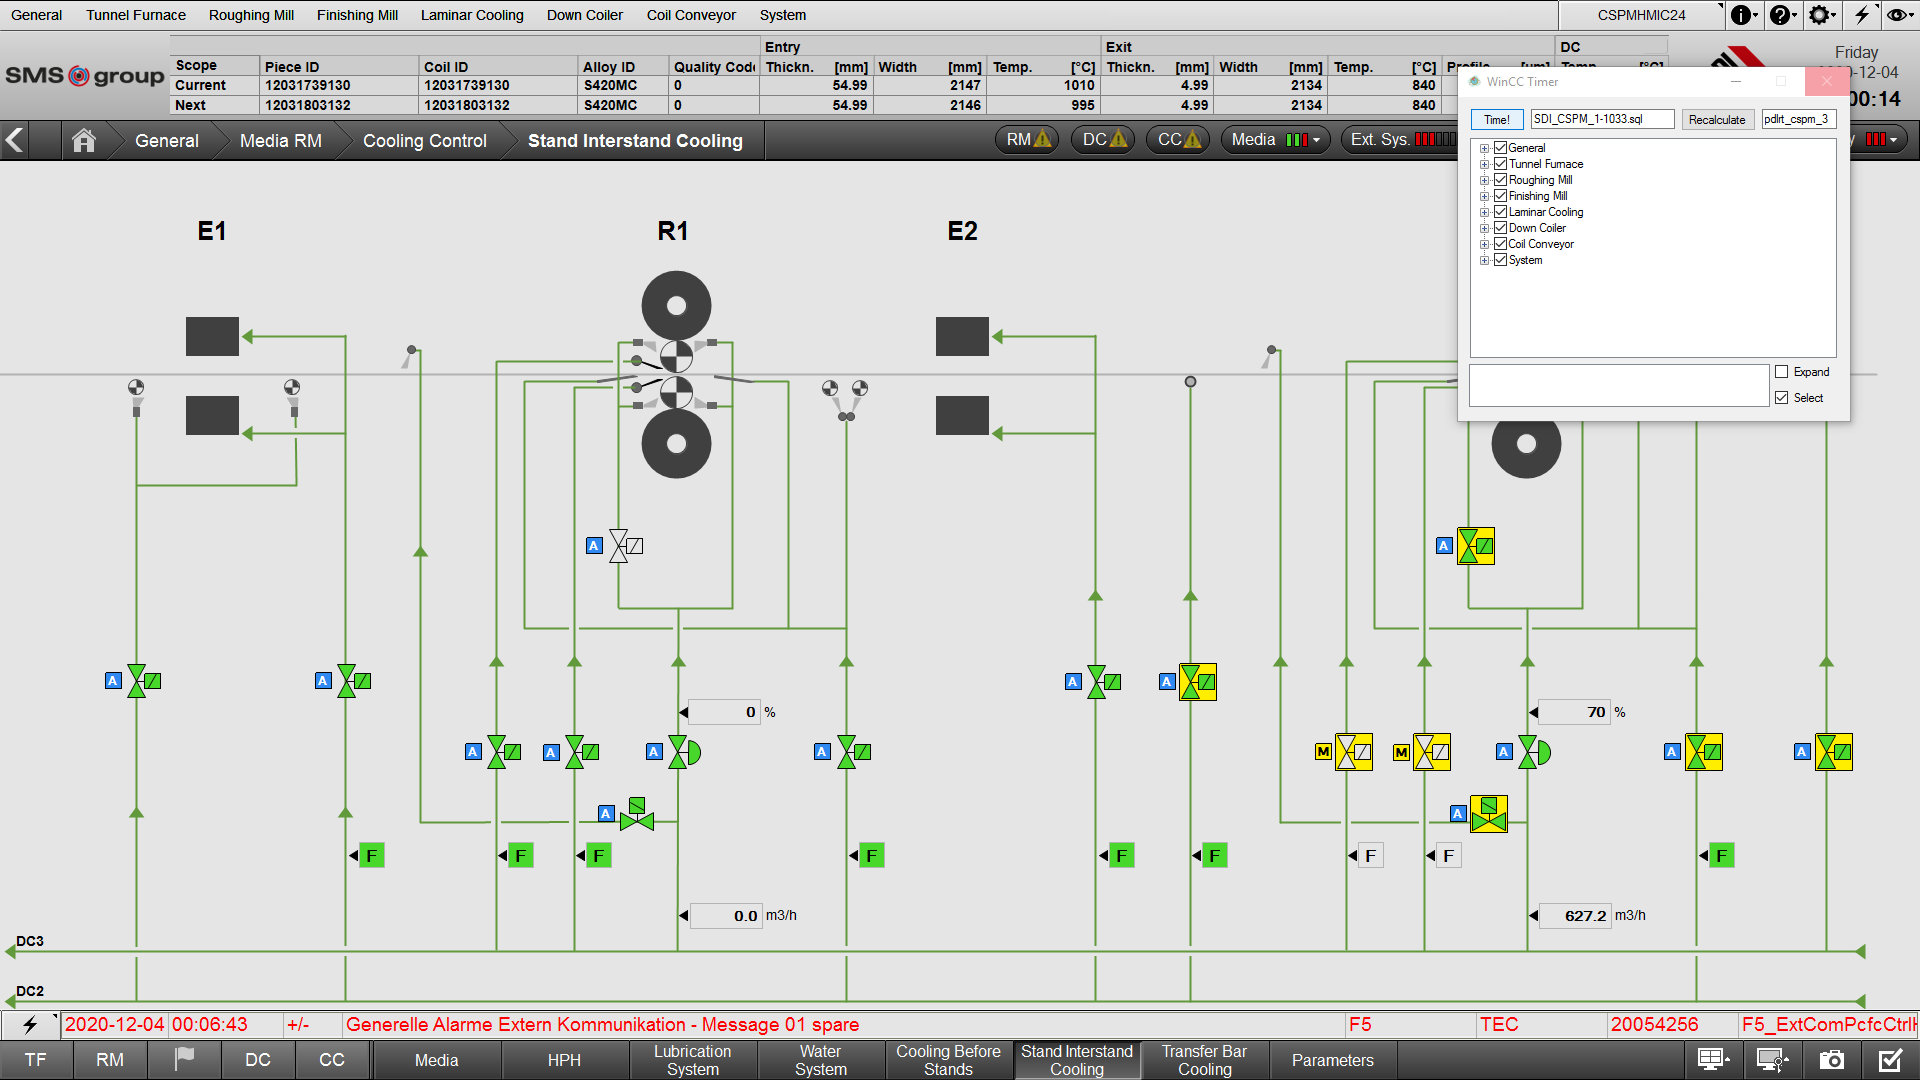 General Tunnel Furnace Roughing Mill Finishing Mill Laminar Cooling Down Coiler Coil Conveyor System CSPMHMIC24
Entry Exit DC
Scope Piece ID Coil ID Alloy ID Quality Code Thickn. [mm] Width [mm] Temp. [°C] Thickn. [mm] Width [mm] Temp. [°C]
Current 12031739130 12031739130 S420MC 0 54.99 2147 1010 4.99 2134 840
Next 12031803132 12031803132 S420MC 0 54.99 2146 995 4.99 2134 840
SMS group
Friday
-12-04
00:14
General Media RM Cooling Control Stand Interstand Cooling RM DC CC Media Ext. Sys.
WinCC Timer
Time! SDI_CSPM_1-1033.sql Recalculate pdlrt_cspm_3
General
Tunnel Furnace
Roughing Mill
Finishing Mill
Laminar Cooling
Down Coiler
Coil Conveyor
System
Expand
Select
E1 R1 E2
A A
A A A A A
0 % 70 %
A A A A M M A A A
A A
F F F F F F F F F
0.0 m3/h 627.2 m3/h
DC3
DC2
2020-12-04 00:06:43 +/- Generelle Alarme Extern Kommunikation - Message 01 spare F5 TEC 20054256 F5_ExtComPcfcCtrl
TF RM DC CC Media HPH Lubrication System Water System Cooling Before Stands Stand Interstand Cooling Transfer Bar Cooling Parameters